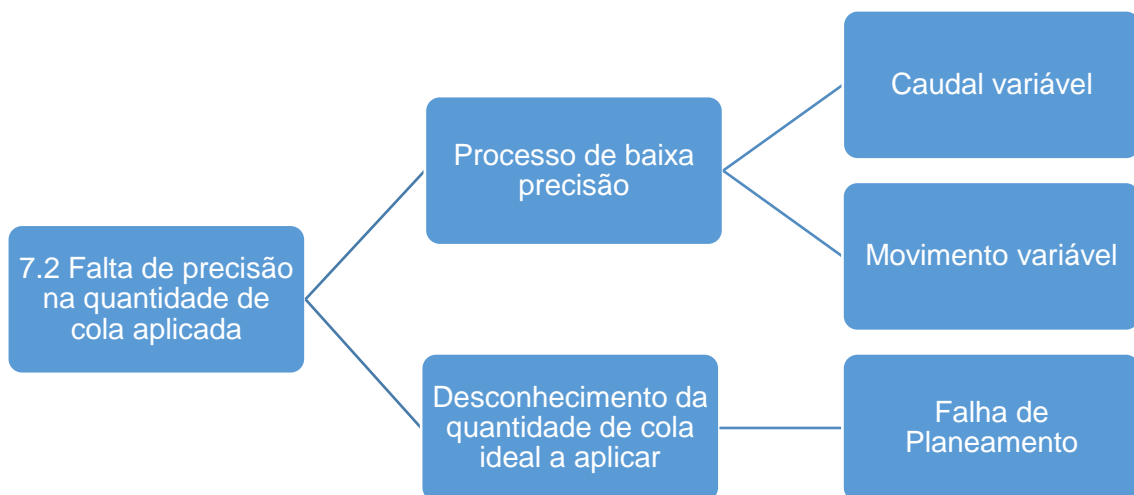 7.2 Falta de precisão
na quantidade de
cola aplicada
Processo de baixa
precisão
Caudal variável
Movimento variável
Desconhecimento da
quantidade de cola
ideal a aplicar
Falha de
Planeamento